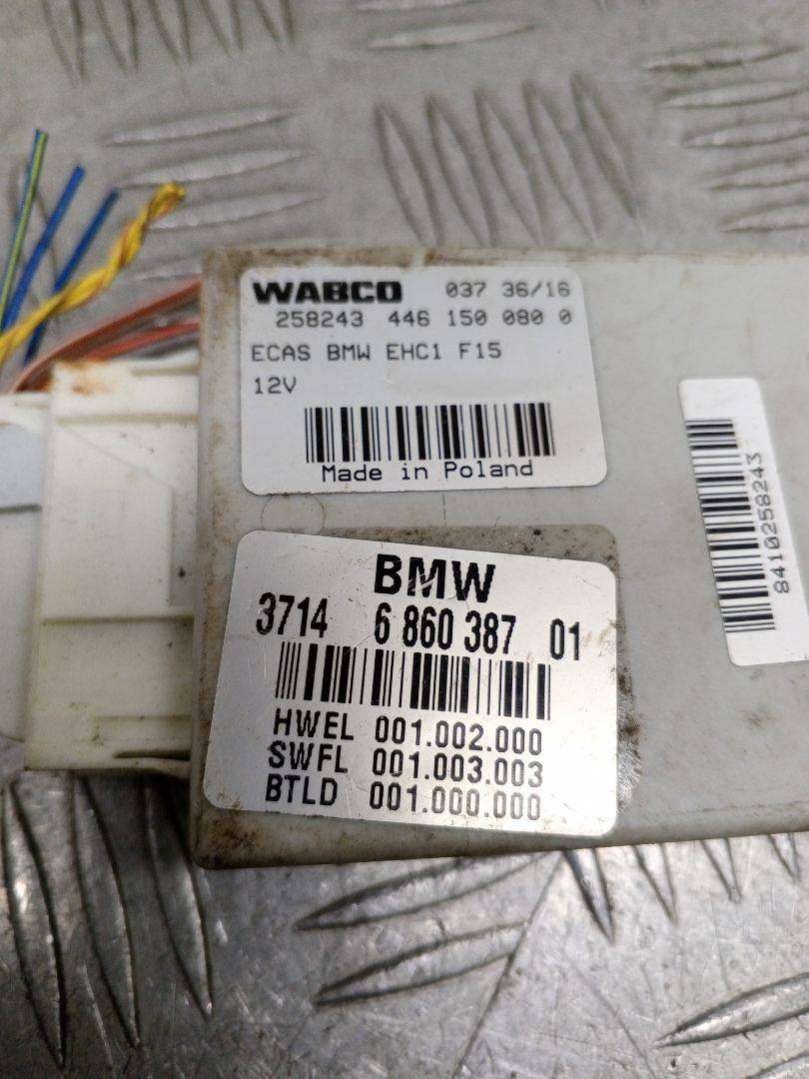 WABCO 037 36/16
258243 446 150 080 0
ECAS BMW EHC1 F15
12V
Made in Poland
8410258243
BMW
3714 6 860 387 01
HWEL 001.002.000
SWFL 001.003.003
BTLD 001.000.000